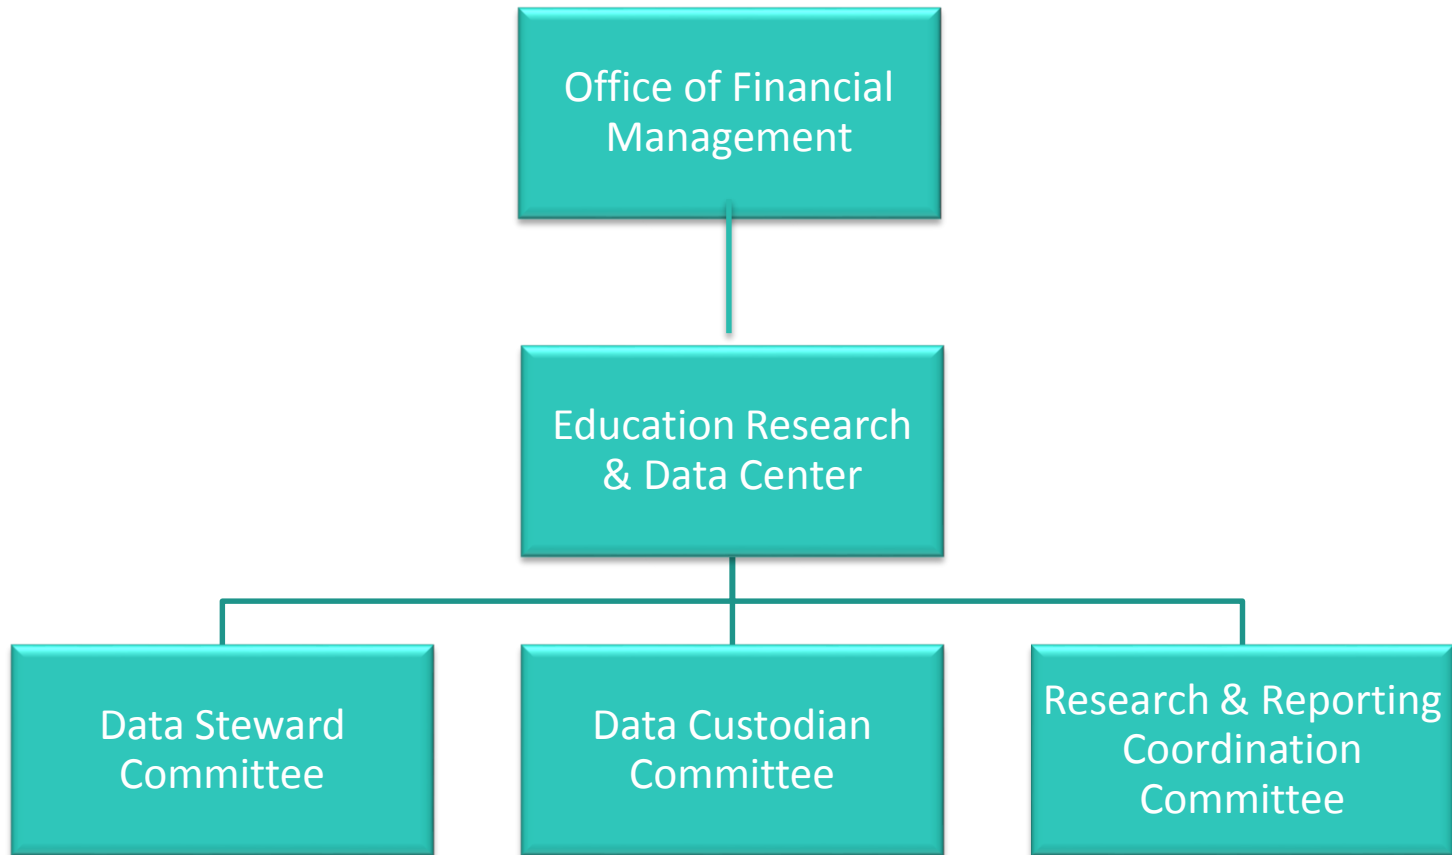 Office of Financial
Management
Education Research
& Data Center
Data Steward
Committee
Data Custodian
Committee
Research & Reporting
Coordination
Committee